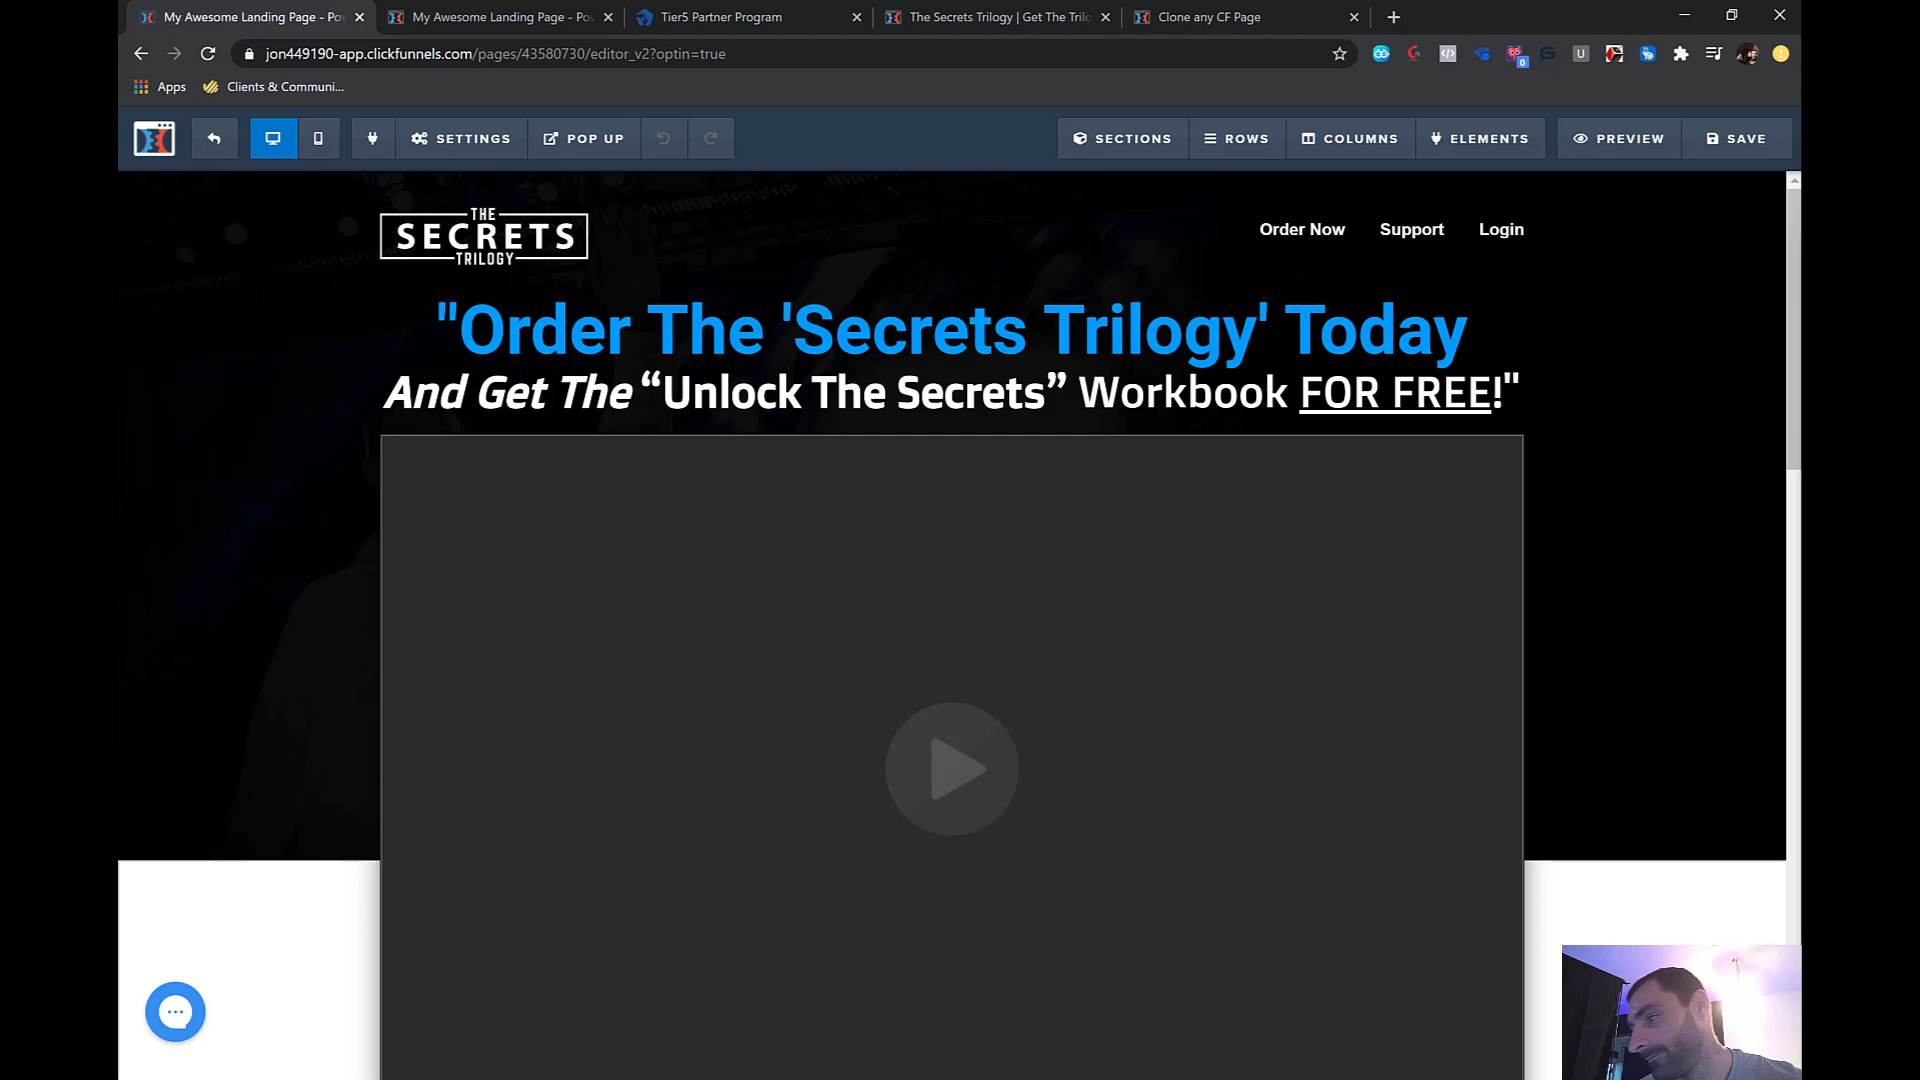 My Awesome Landing Page - Po
My Awesome Landing Page - Po
Tier5 Partner Program
The Secrets Trilogy | Get The Trilo
Clone any CF Page
jon449190-app.clickfunnels.com/pages/43580730/editor_v2?optin=true
0
U
Apps
Clients & Communi...
SETTINGS
POP UP
SECTIONS
ROWS
COLUMNS
ELEMENTS
PREVIEW
SAVE
THE
SECRETS
TRILOGY
Order Now
Support
Login
"Order The 'Secrets Trilogy' Today
And Get The “Unlock The Secrets” Workbook FOR FREE!"